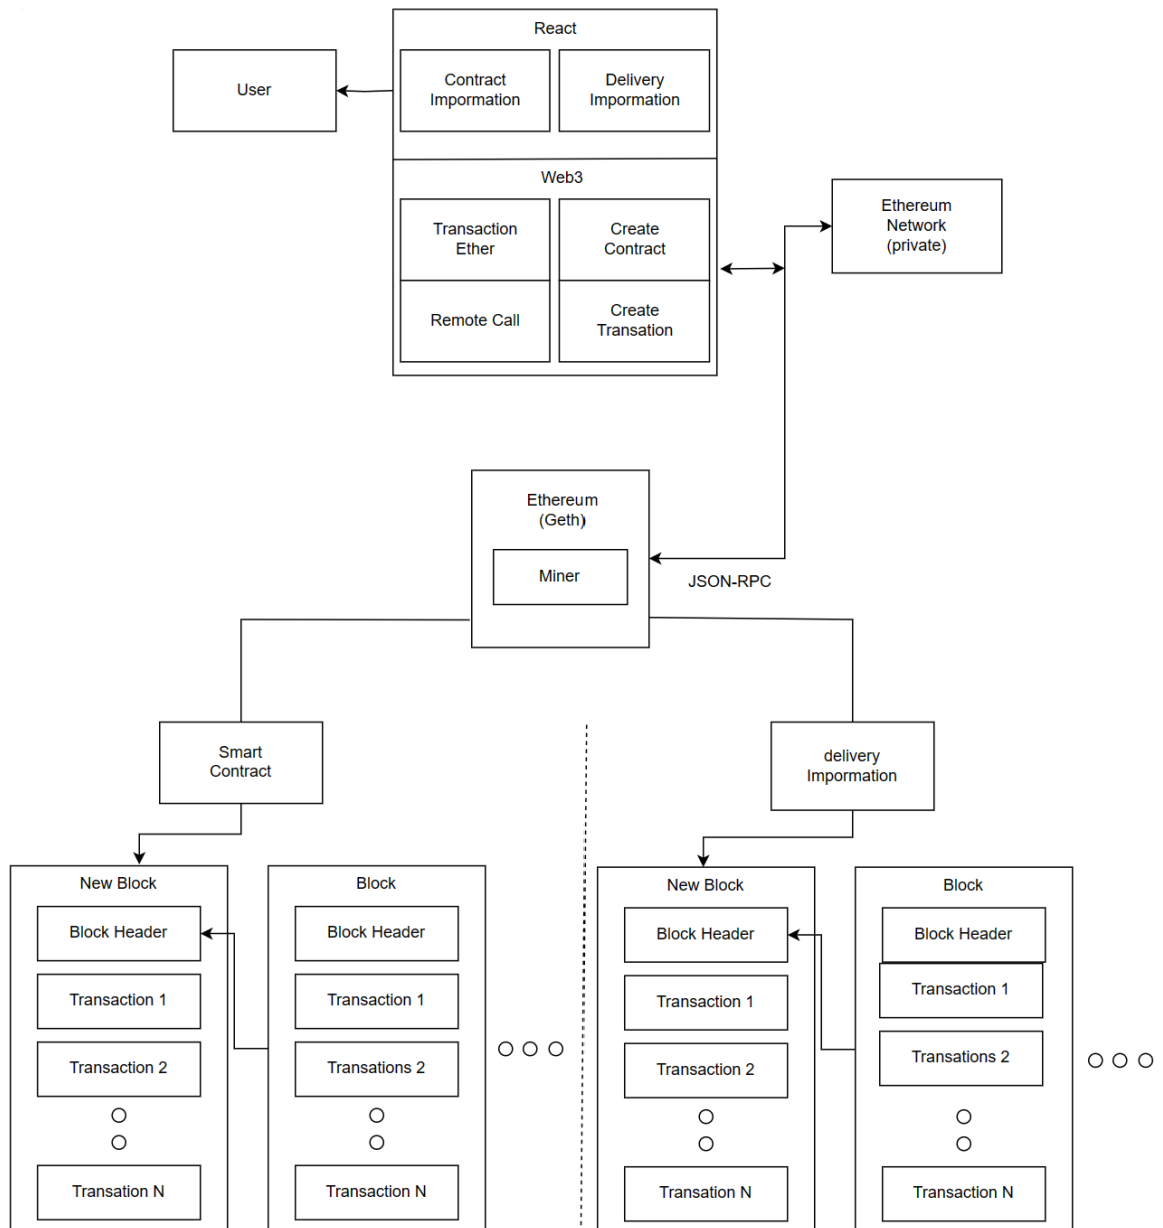 React
User
Contract
Impormation
Delivery
Impormation
Web3
Transaction
Ether
Create
Contract
Remote Call
Create
Transation
Ethereum
Network
(private)
Ethereum
(Geth)
Miner
JSON-RPC
Smart
Contract
delivery
Impormation
New Block
Block Header
Transaction 1
Transaction 2
Transation N
Block
Block Header
Transaction 1
Transations 2
Transaction N
New Block
Block Header
Transaction 1
Transaction 2
Transation N
Block
Block Header
Transaction 1
Transations 2
Transaction N